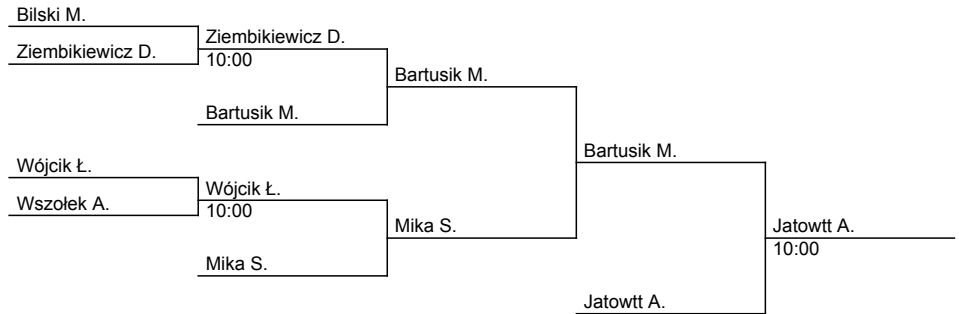 Bilski M.
Ziembikiewicz D.
Ziembikiewicz D.
10:00
Bartusik M.
Bartusik M.
Bartusik M.
Wójcik Ł.
Wójcik Ł.
Wszołek A.
10:00
Mika S.
Jatowtt A.
10:00
Mika S.
Jatowtt A.